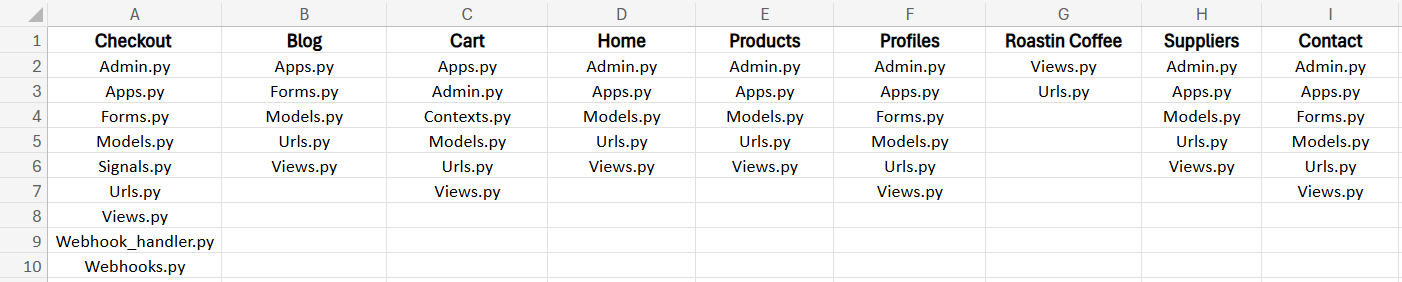 A B C D E F G H I
1 Checkout Blog Cart Home Products Profiles Roastin Coffee Suppliers Contact
2 Admin.py Apps.py Apps.py Admin.py Admin.py Admin.py Views.py Admin.py Admin.py
3 Apps.py Forms.py Admin.py Apps.py Apps.py Apps.py Urls.py Apps.py Apps.py
4 Forms.py Models.py Contexts.py Models.py Models.py Forms.py Models.py Forms.py
5 Models.py Urls.py Models.py Urls.py Urls.py Models.py Urls.py Models.py
6 Signals.py Views.py Urls.py Views.py Views.py Urls.py Views.py Urls.py
7 Urls.py Views.py Views.py Views.py
8 Views.py
9 Webhook_handler.py
10 Webhooks.py